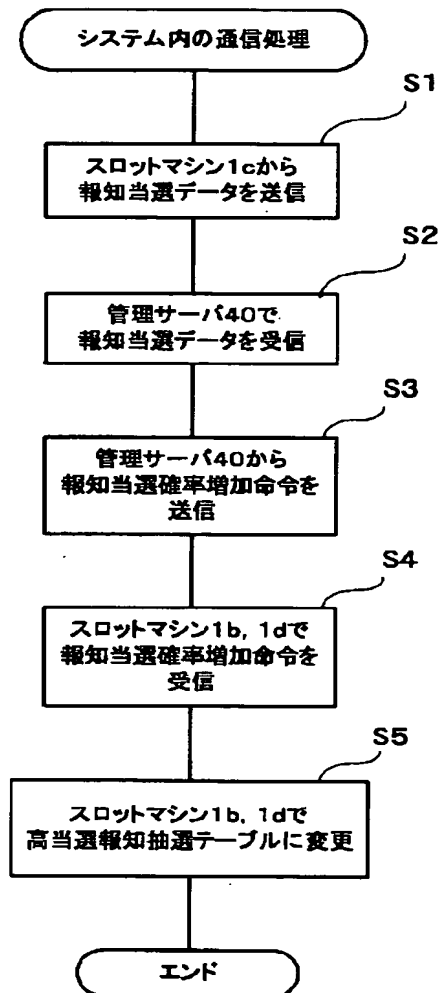 システム内の通信処理
S1
スロットマシン1cから
報知当選データを送信
S2
管理サーバ40で
報知当選データを受信
S3
管理サーバ40から
報知当選確率増加命令を
送信
S4
スロットマシン1b, 1dで
報知当選確率増加命令を
受信
S5
スロットマシン1b, 1dで
高当選報知抽選テーブルに変更
エンド